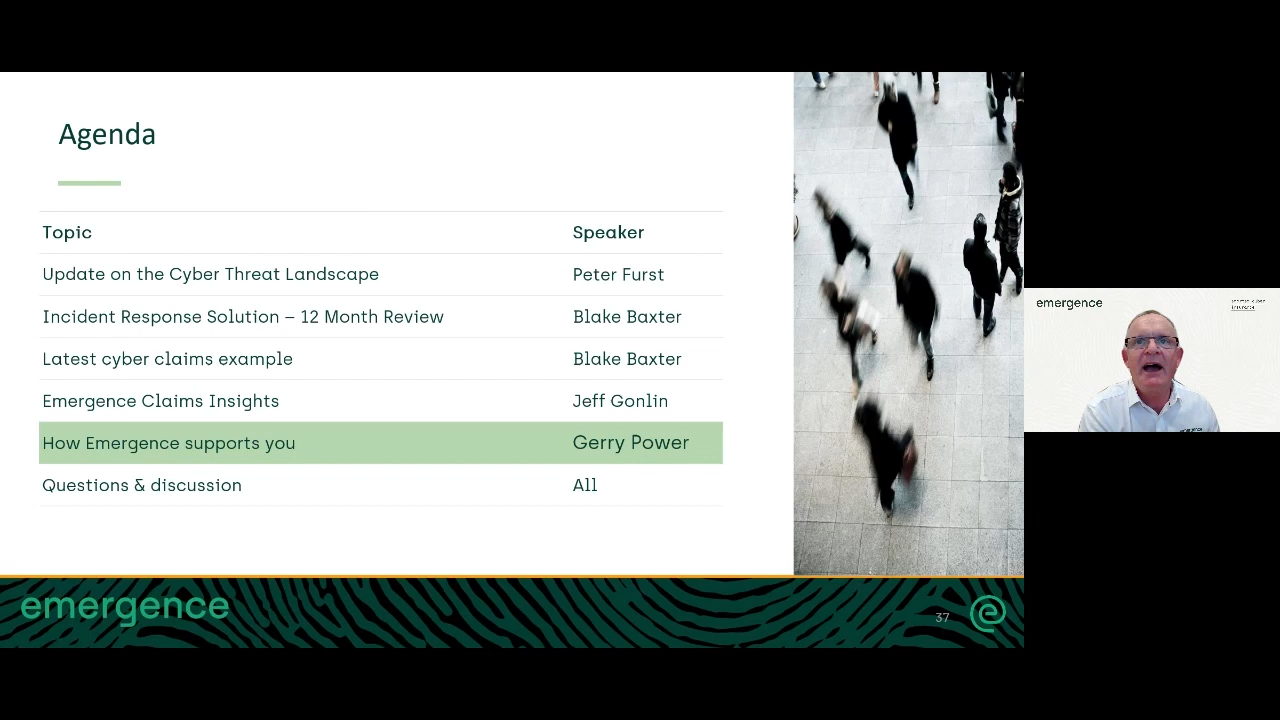 Agenda
Topic Speaker
Update on the Cyber Threat Landscape Peter Furst
Incident Response Solution – 12 Month Review Blake Baxter
Latest cyber claims example Blake Baxter
Emergence Claims Insights Jeff Gonlin
How Emergence supports you Gerry Power
Questions & discussion All
emergence
37
emergence